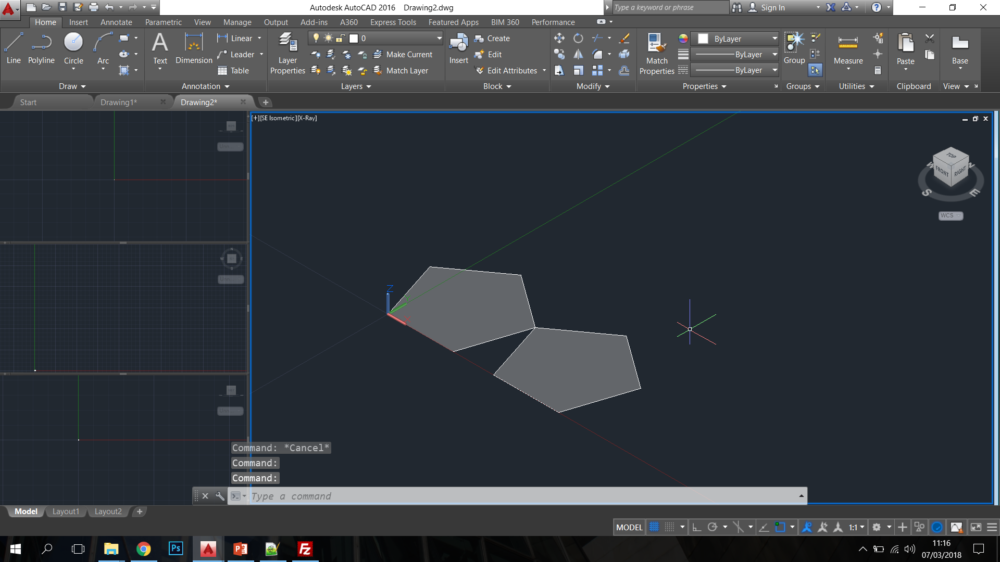 Autodesk AutoCAD 2016 Drawing2.dwg
Type a keyword or phrase
Sign In
Home Insert Annotate Parametric View Manage Output Add-ins A360 Express Tools Featured Apps BIM 360 Performance
Line Polyline Circle Arc
Draw
Text Dimension
Linear
Leader
Table
Annotation
Layer
Properties
0
Make Current
Match Layer
Layers
Insert
Create
Edit
Edit Attributes
Block
Modify
Match
Properties
ByLayer
ByLayer
ByLayer
Properties
Group
Groups
Measure
Utilities
Paste
Clipboard
Base
View
Start Drawing1* Drawing2*
[+][SE Isometric][X-Ray]
TOP
FRONT RIGHT
W N
S E
WCS
N
W E
S
Z
Command: *Cancel*
Command:
Command:
Type a command
Model Layout1 Layout2
MODEL 1:1
Ps
Fz
11:16
07/03/2018